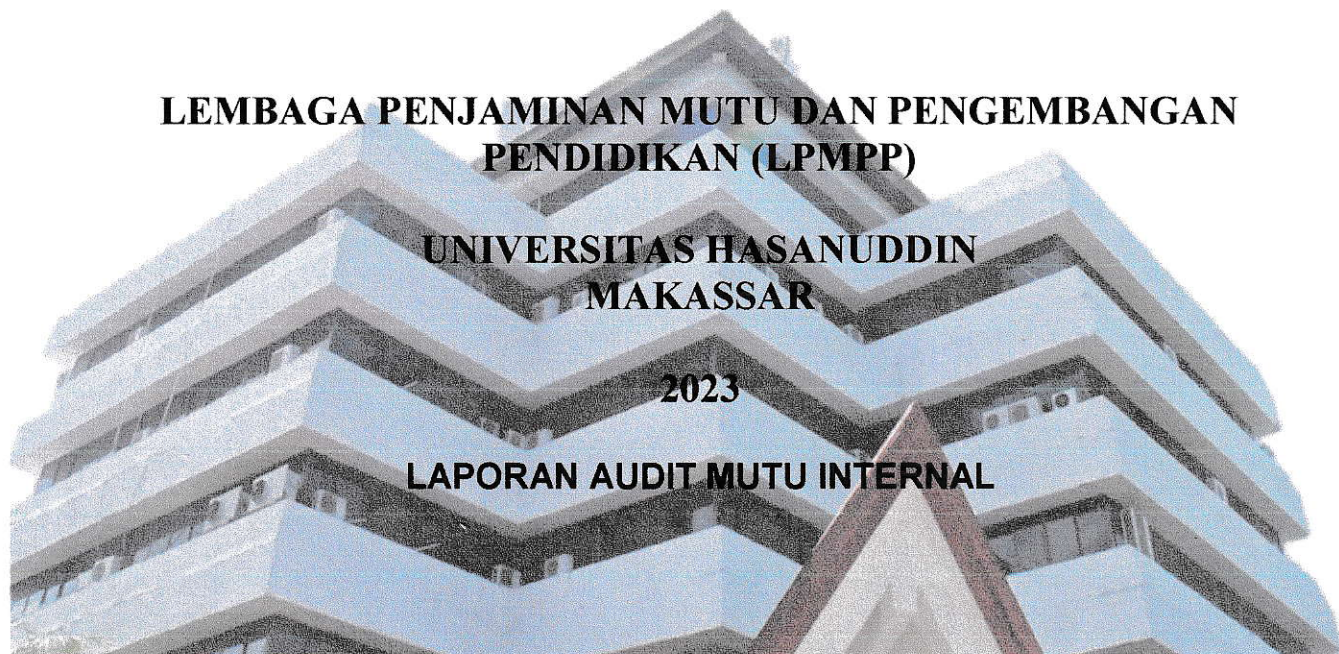 LEMBAGA PENJAMINAN MUTU DAN PENGEMBANGAN
PENDIDIKAN (LPMPP)
UNIVERSITAS HASANUDDIN
MAKASSAR
2023
LAPORAN AUDIT MUTU INTERNAL